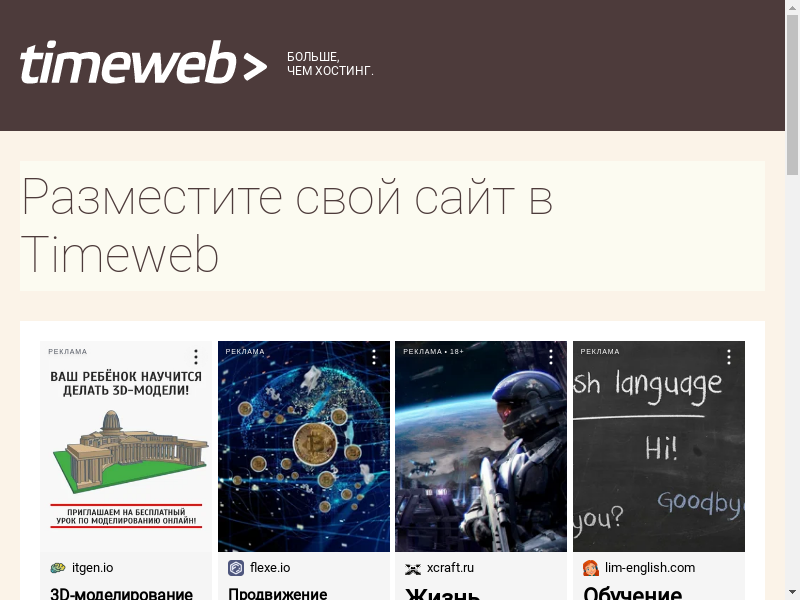 timeweb>
БОЛЬШЕ,
ЧЕМ ХОСТИНГ.
Разместите свой сайт в
Timeweb
РЕКЛАМА
ВАШ РЕБЁНОК НАУЧИТСЯ
ДЕЛАТЬ 3D-МОДЕЛИ!
ПРИГЛАШАЕМ НА БЕСПЛАТНЫЙ
УРОК ПО МОДЕЛИРОВАНИЮ ОНЛАЙН!
itgen.io
3D-моделирование
РЕКЛАМА
flexe.io
Продвижение
РЕКЛАМА • 18+
xcraft.ru
Жизнь
РЕКЛАМА
sh language
Hi!
Goodby
you?
lim-english.com
Обучение